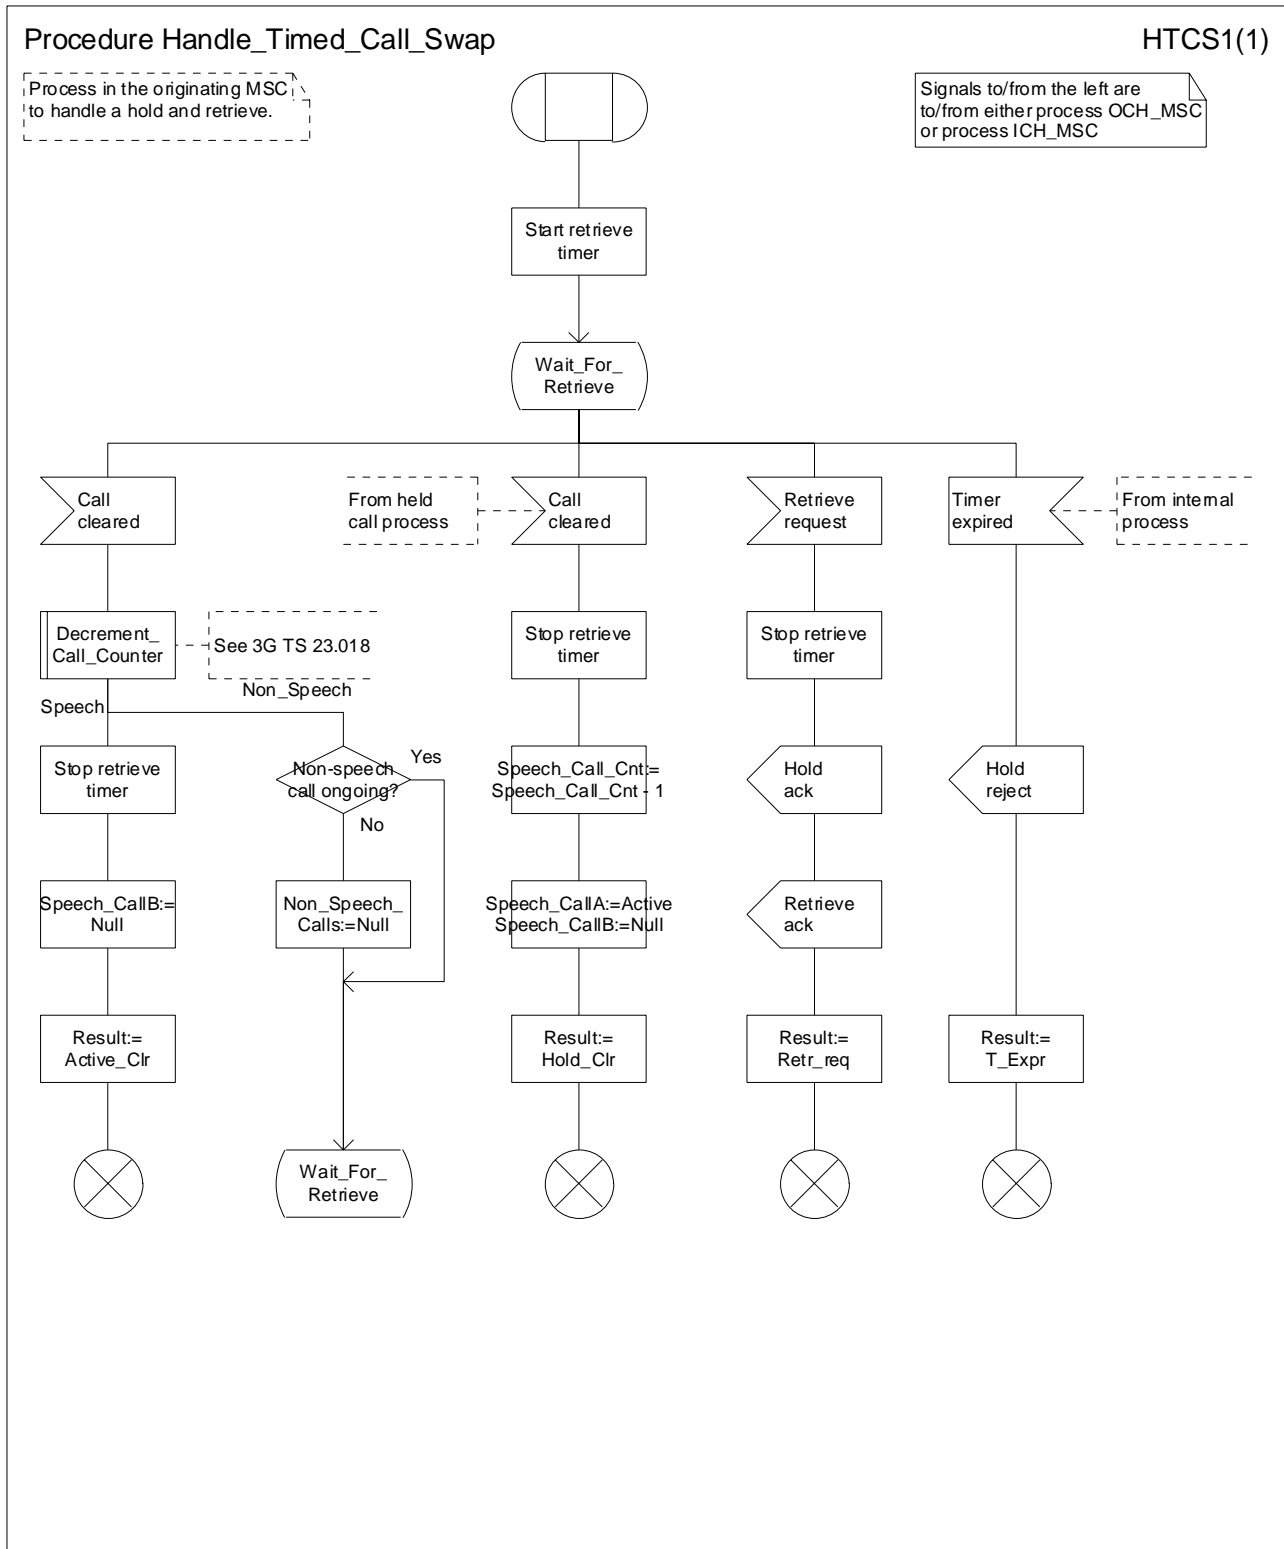 Procedure Handle_Timed_Call_Swap
HTCS1(1)
Process in the originating MSC
to handle a hold and retrieve.
Signals to/from the left are
to/from either process OCH_MSC
or process ICH_MSC
Start retrieve
timer
Wait_For_
Retrieve
Call
cleared
From held
call process
Call
cleared
Retrieve
request
Timer
expired
From internal
process
Decrement_
Call_Counter
See 3G TS 23.018
Stop retrieve
timer
Stop retrieve
timer
Speech
Non_Speech
Stop retrieve
timer
Non-speech
call ongoing?
Yes
No
Speech_Call_Cnt:=
Speech_Call_Cnt - 1
Hold
ack
Hold
reject
Speech_CallB:=
Null
Non_Speech_
Calls:=Null
Speech_CallA:=Active
Speech_CallB:=Null
Retrieve
ack
Result:=
Active_Clr
Result:=
Hold_Clr
Result:=
Retr_req
Result:=
T_Expr
Wait_For_
Retrieve